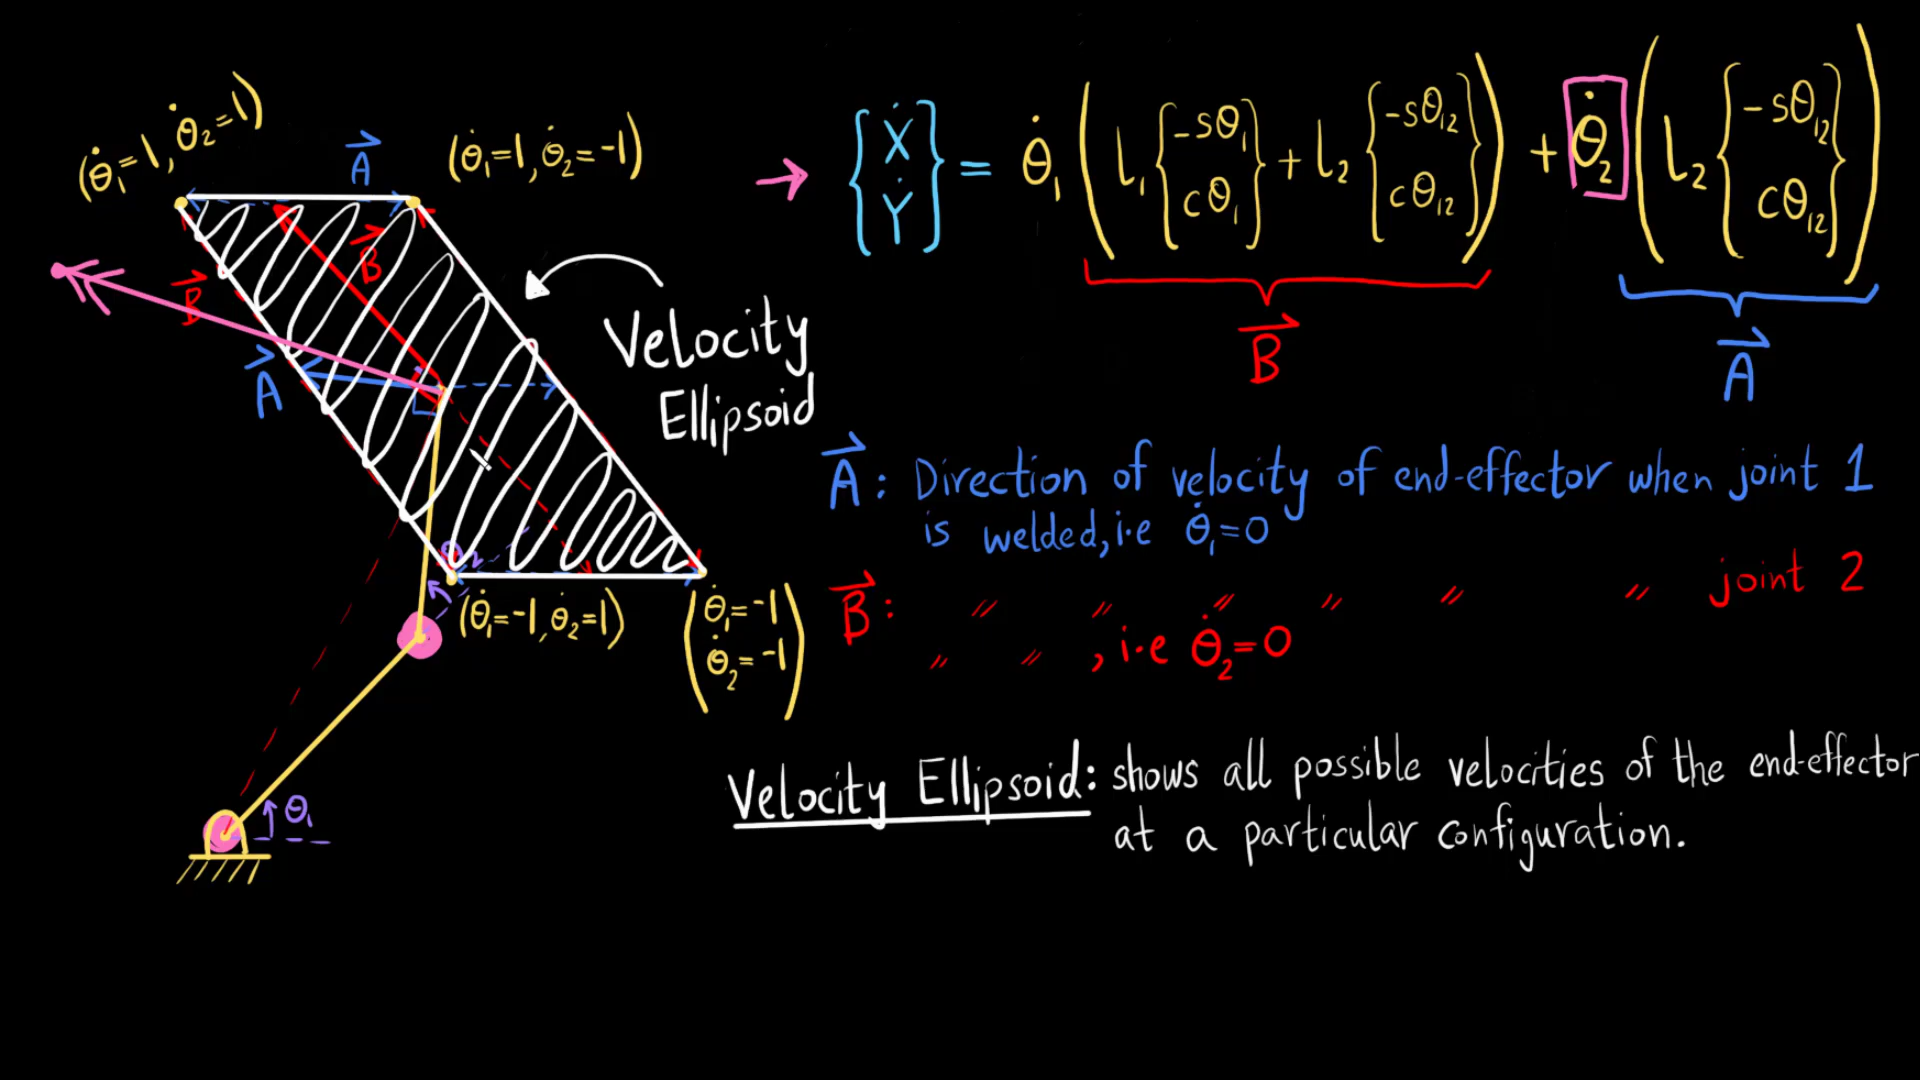 (θ̇₁=1, θ̇₂=1)
A⃗
(θ̇₁=1, θ̇₂=-1)
B⃗
B⃗
A⃗
Velocity
Ellipsoid
θ₂
(θ̇₁=-1, θ̇₂=1)
(θ̇₁=-1
θ̇₂=-1)
θ₁
→ {Ẋ Ẏ} = θ̇₁ (l₁ {-sθ₁ cθ₁} + l₂ {-sθ₁₂ cθ₁₂}) + θ̇₂ (l₂ {-sθ₁₂ cθ₁₂})
B⃗
A⃗
A⃗: Direction of velocity of end-effector when joint 1
is welded, i.e θ̇₁=0
B⃗: " " " " " " joint 2
" " , i.e θ̇₂=0
Velocity Ellipsoid: shows all possible velocities of the end-effector
at a particular configuration.